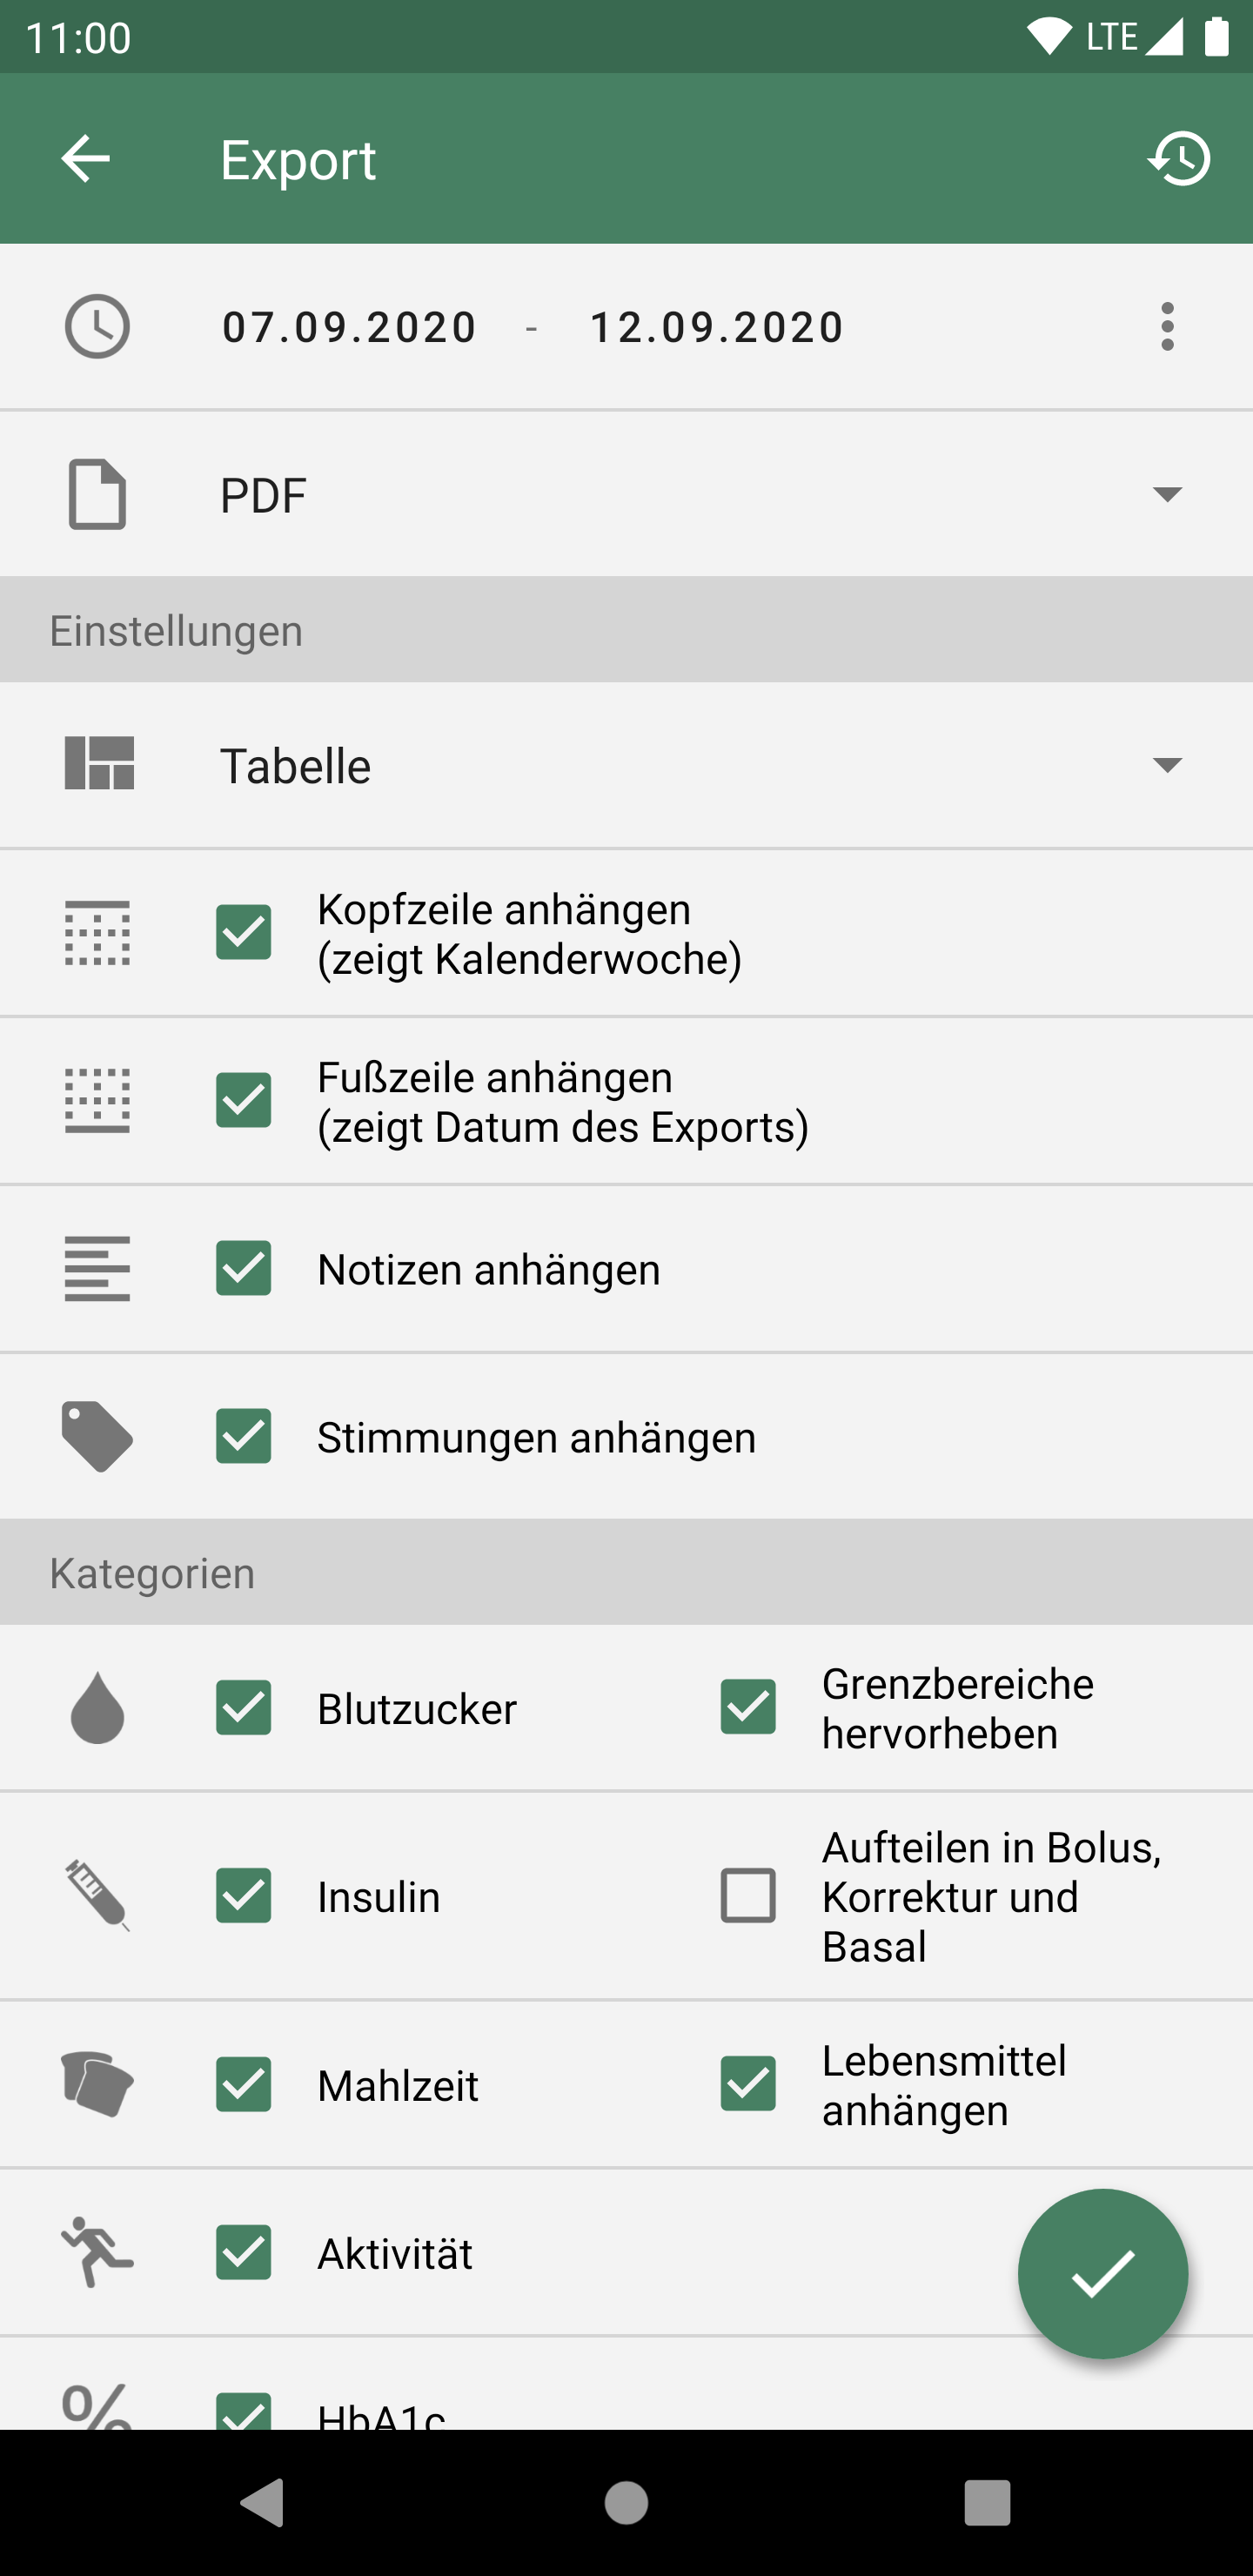 11:00
LTE
Export
07.09.2020 - 12.09.2020
PDF
Einstellungen
Tabelle
Kopfzeile anhängen
(zeigt Kalenderwoche)
Fußzeile anhängen
(zeigt Datum des Exports)
Notizen anhängen
Stimmungen anhängen
Kategorien
Blutzucker
Grenzbereiche
hervorheben
Insulin
Aufteilen in Bolus,
Korrektur und
Basal
Mahlzeit
Lebensmittel
anhängen
Aktivität
%
HbA1c